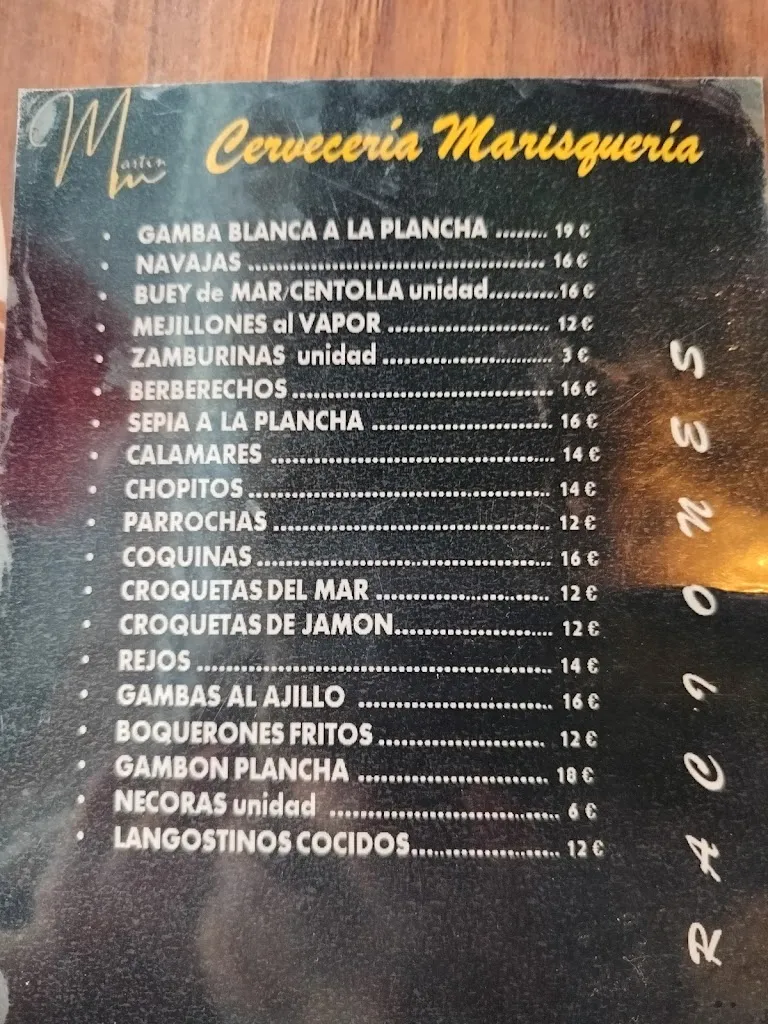 Martín
Cervecería Marisquería
• GAMBA BLANCA A LA PLANCHA ........ 19 €
• NAVAJAS ............................................. 16 €
• BUEY de MAR/CENTOLLA unidad.......... 16 €
• MEJILLONES al VAPOR ......................... 12 €
• ZAMBURINAS unidad .......................... 3 €
• BERBERECHOS ........................................ 16 €
• SEPIA A LA PLANCHA ........................... 16 €
• CALAMARES ........................................... 14 €
• CHOPITOS .............................................. 14 €
• PARROCHAS .......................................... 12 €
• COQUINAS ............................................. 16 €
• CROQUETAS DEL MAR .......................... 12 €
• CROQUETAS DE JAMON........................ 12 €
• REJOS ...................................................... 14 €
• GAMBAS AL AJILLO .............................. 16 €
• BOQUERONES FRITOS ......................... 12 €
• GAMBON PLANCHA ............................ 18 €
• NECORAS unidad ................................... 6 €
• LANGOSTINOS COCIDOS...................... 12 €
RACIONES